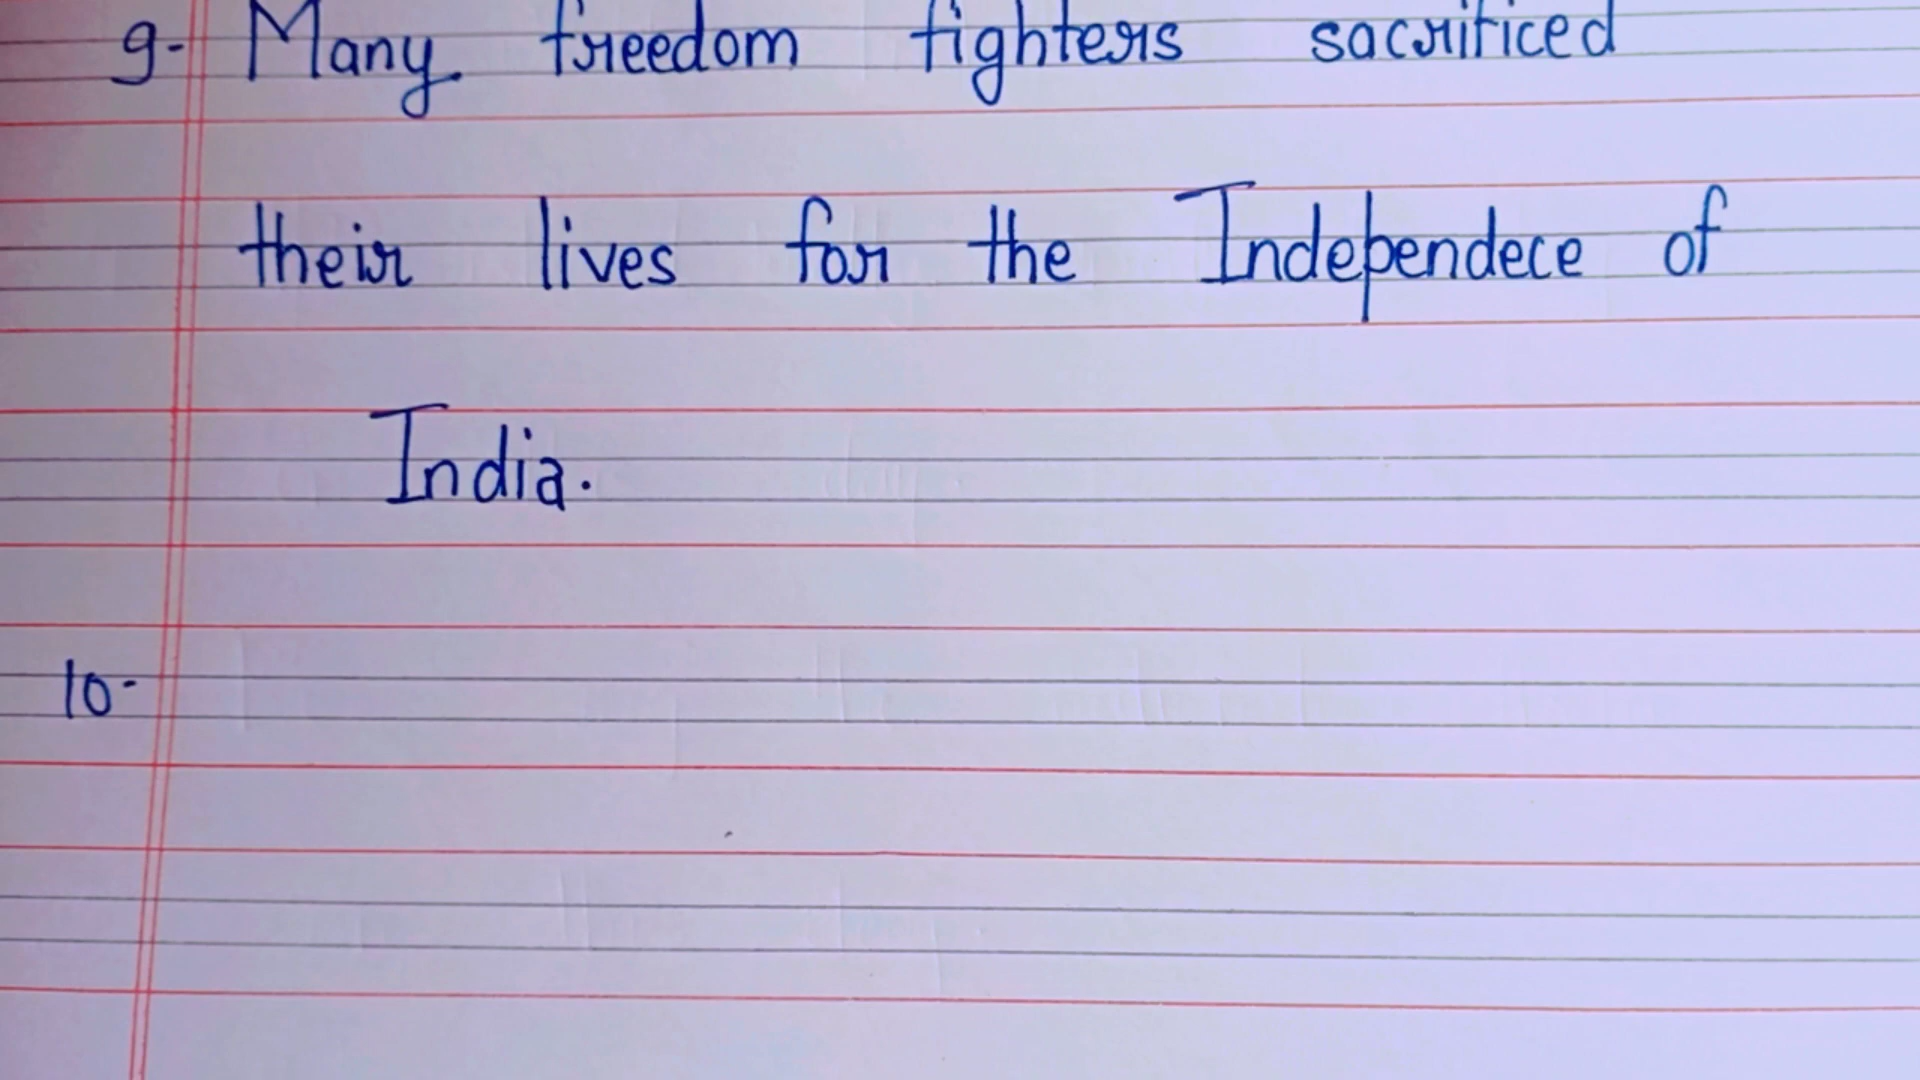 9- Many freedom fighters sacrificed
their lives for the Independece of
India.
10-